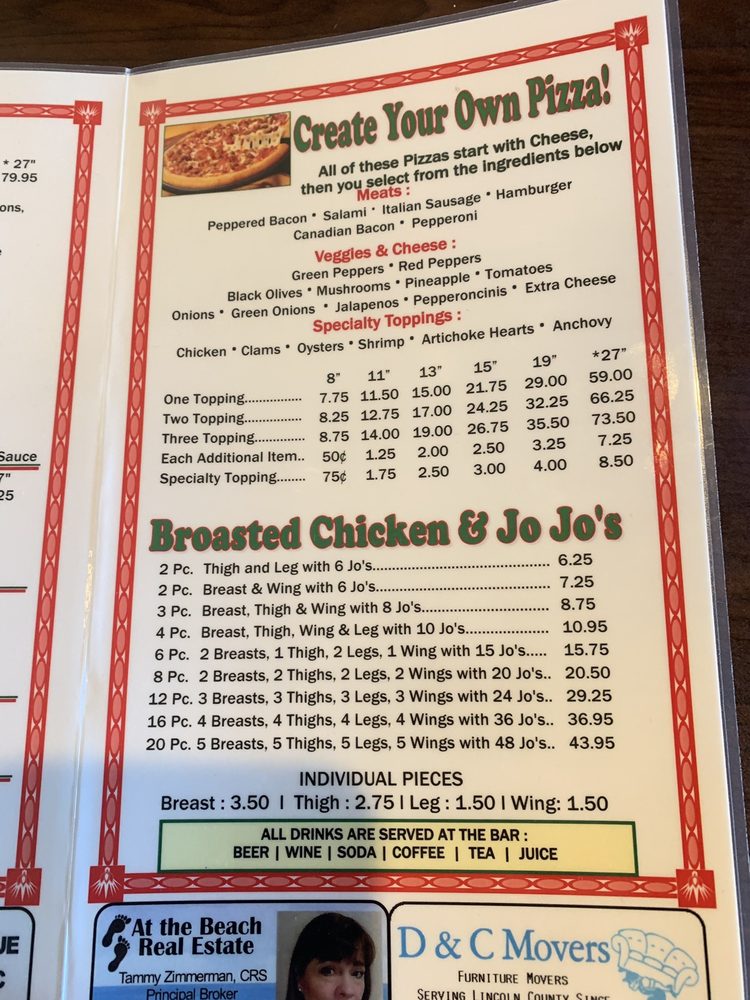 * 27"
79.95
ons,
Sauce
7"
25
UE
C
Create Your Own Pizza!
All of these Pizzas start with Cheese,
then you select from the ingredients below
Meats :
Peppered Bacon * Salami * Italian Sausage * Hamburger
Canadian Bacon * Pepperoni
Veggies & Cheese :
Green Peppers * Red Peppers
Black Olives * Mushrooms * Pineapple * Tomatoes
Onions * Green Onions * Jalapenos * Pepperoncinis * Extra Cheese
Specialty Toppings :
Chicken * Clams * Oysters * Shrimp * Artichoke Hearts * Anchovy
8" 11" 13" 15" 19" *27"
One Topping................ 7.75 11.50 15.00 21.75 29.00 59.00
Two Topping................ 8.25 12.75 17.00 24.25 32.25 66.25
Three Topping.............. 8.75 14.00 19.00 26.75 35.50 73.50
Each Additional Item.. 50¢ 1.25 2.00 2.50 3.25 7.25
Specialty Topping........ 75¢ 1.75 2.50 3.00 4.00 8.50
Broasted Chicken & Jo Jo's
2 Pc. Thigh and Leg with 6 Jo's................................................ 6.25
2 Pc. Breast & Wing with 6 Jo's............................................... 7.25
3 Pc. Breast, Thigh & Wing with 8 Jo's.................................. 8.75
4 Pc. Breast, Thigh, Wing & Leg with 10 Jo's...................... 10.95
6 Pc. 2 Breasts, 1 Thigh, 2 Legs, 1 Wing with 15 Jo's..... 15.75
8 Pc. 2 Breasts, 2 Thighs, 2 Legs, 2 Wings with 20 Jo's.. 20.50
12 Pc. 3 Breasts, 3 Thighs, 3 Legs, 3 Wings with 24 Jo's.. 29.25
16 Pc. 4 Breasts, 4 Thighs, 4 Legs, 4 Wings with 36 Jo's.. 36.95
20 Pc. 5 Breasts, 5 Thighs, 5 Legs, 5 Wings with 48 Jo's.. 43.95
INDIVIDUAL PIECES
Breast : 3.50 | Thigh : 2.75 | Leg : 1.50 | Wing: 1.50
ALL DRINKS ARE SERVED AT THE BAR :
BEER | WINE | SODA | COFFEE | TEA | JUICE
At the Beach
Real Estate
Tammy Zimmerman, CRS
Principal Broker
D & C Movers
FURNITURE MOVERS
SERVING LINCOLN COUNTY SINCE